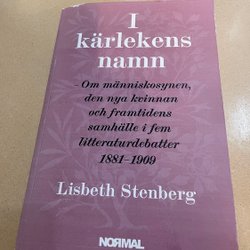 I
kärlekens
namn
– Om människosynen,
den nya kvinnan
och framtidens
samhälle i fem
litteraturdebatter
1881–1909
Lisbeth Stenberg
NORMAL